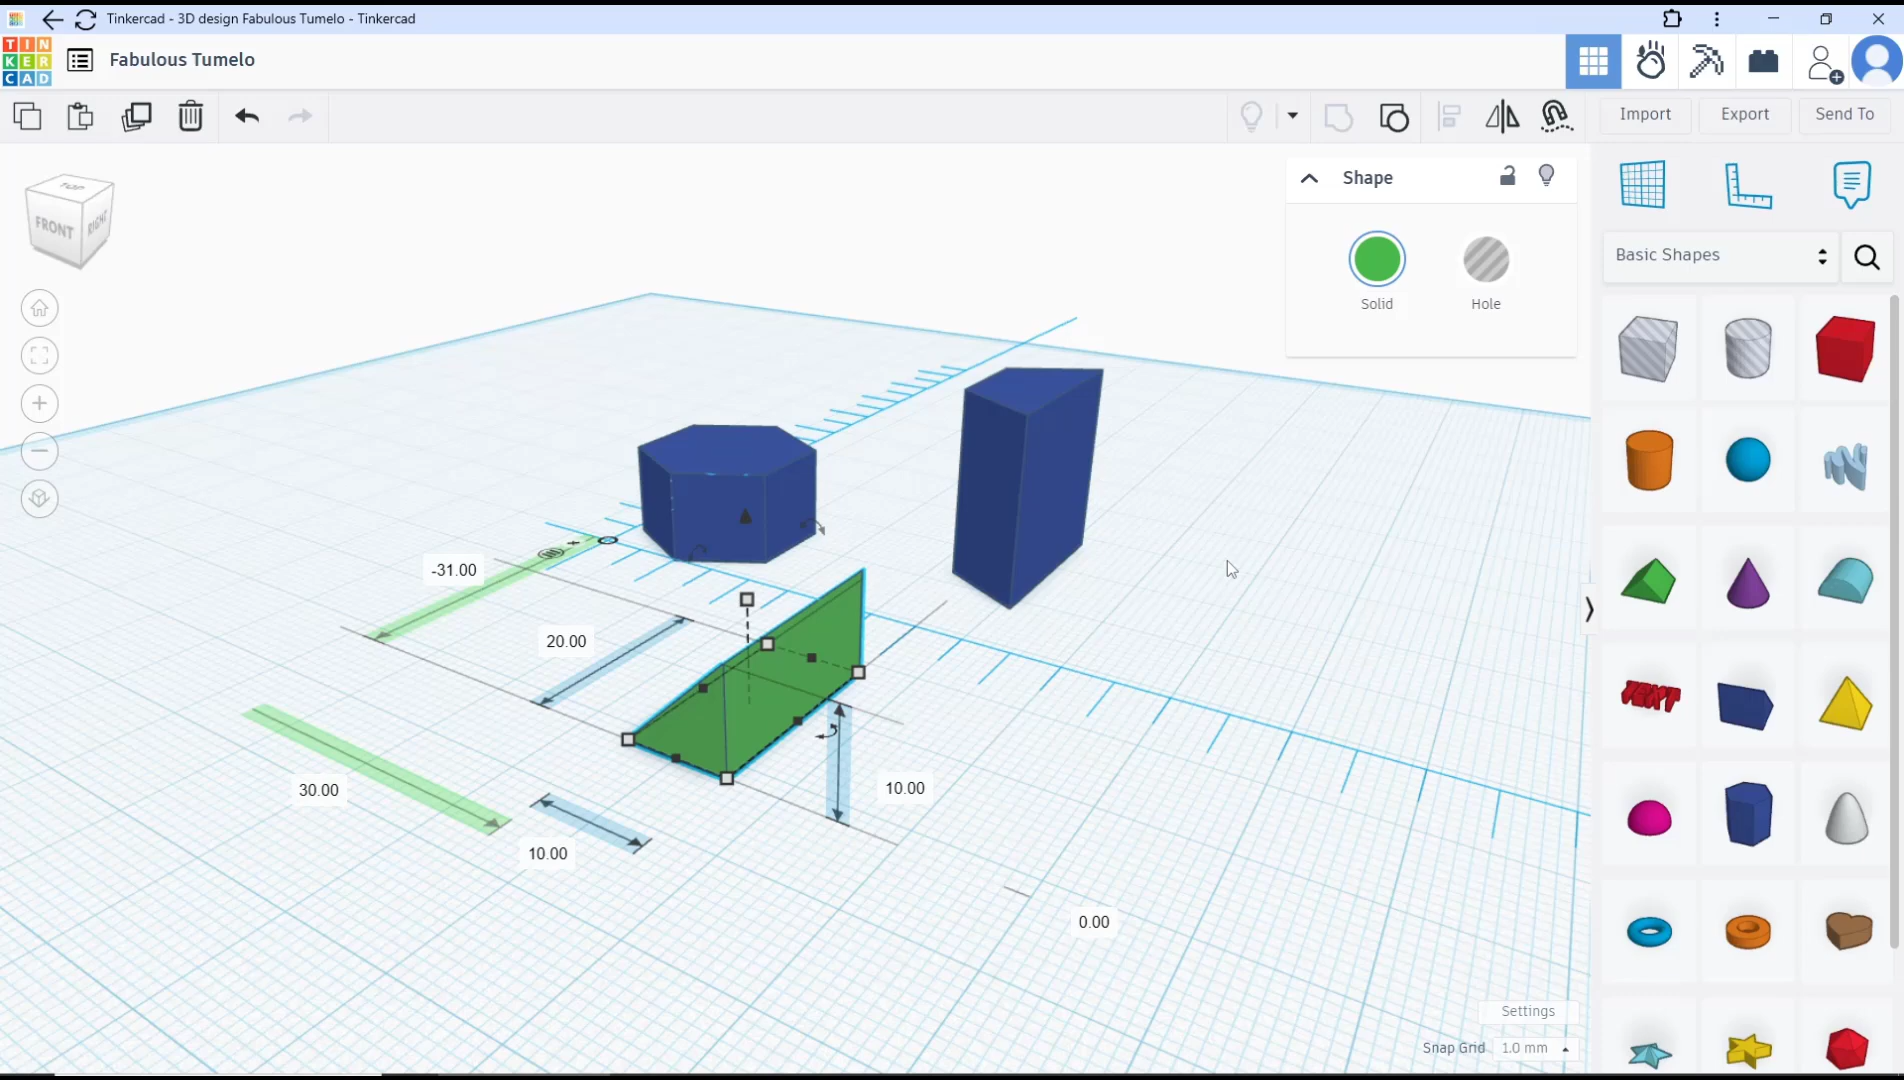 Tinkercad - 3D design Fabulous Tumelo - Tinkercad
TIN
KER
CAD
Fabulous Tumelo
Import
Export
Send To
TOP
FRONT
RIGHT
Shape
Solid
Hole
Basic Shapes
-31.00
20.00
30.00
10.00
10.00
0.00
TEXT
Settings
Snap Grid 1.0 mm